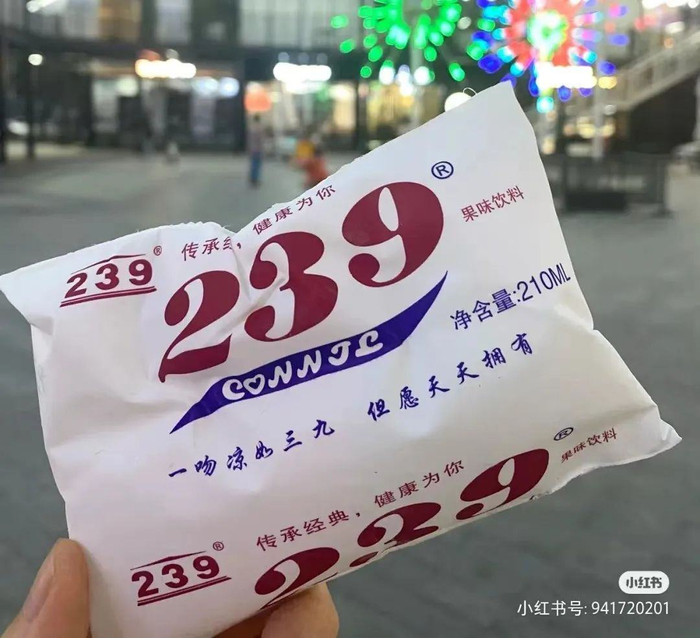 传承经，健康为你
239®
239®
果味饮料
CONNIL
净含量:210ML
一吻凉如三九 但愿天天拥有
传承经典，健康为你
239®
239®
果味饮料
小红书
小红书号: 941720201